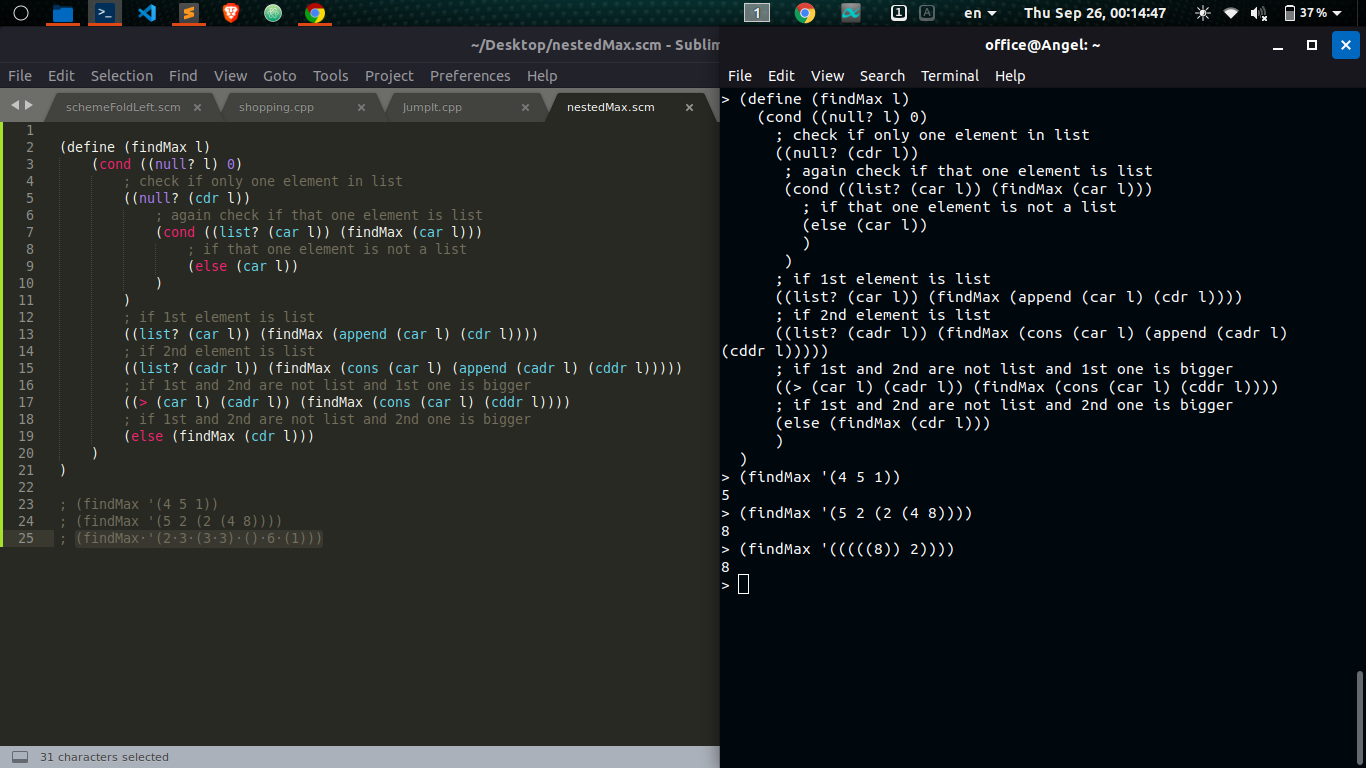 1 en Thu Sep 26, 00:14:47 37%
~/Desktop/nestedMax.scm - Sublim
File Edit Selection Find View Goto Tools Project Preferences Help
schemeFoldLeft.scm × shopping.cpp × JumpIt.cpp × nestedMax.scm ×
1
2 (define (findMax l)
3 (cond ((null? l) 0)
4 ; check if only one element in list
5 ((null? (cdr l))
6 ; again check if that one element is list
7 (cond ((list? (car l)) (findMax (car l)))
8 ; if that one element is not a list
9 (else (car l))
10 )
11 )
12 ; if 1st element is list
13 ((list? (car l)) (findMax (append (car l) (cdr l))))
14 ; if 2nd element is list
15 ((list? (cadr l)) (findMax (cons (car l) (append (cadr l) (cddr l)))))
16 ; if 1st and 2nd are not list and 1st one is bigger
17 ((> (car l) (cadr l)) (findMax (cons (car l) (cddr l))))
18 ; if 1st and 2nd are not list and 2nd one is bigger
19 (else (findMax (cdr l)))
20 )
21 )
22
23 ; (findMax '(4 5 1))
24 ; (findMax '(5 2 (2 (4 8))))
25 ; (findMax·'(2·3·(3·3)·()·6·(1)))
31 characters selected
office@Angel: ~
File Edit View Search Terminal Help
> (define (findMax l)
(cond ((null? l) 0)
; check if only one element in list
((null? (cdr l))
; again check if that one element is list
(cond ((list? (car l)) (findMax (car l)))
; if that one element is not a list
(else (car l))
)
)
; if 1st element is list
((list? (car l)) (findMax (append (car l) (cdr l))))
; if 2nd element is list
((list? (cadr l)) (findMax (cons (car l) (append (cadr l)
(cddr l)))))
; if 1st and 2nd are not list and 1st one is bigger
((> (car l) (cadr l)) (findMax (cons (car l) (cddr l))))
; if 1st and 2nd are not list and 2nd one is bigger
(else (findMax (cdr l)))
)
)
> (findMax '(4 5 1))
5
> (findMax '(5 2 (2 (4 8))))
8
> (findMax '(((((8)) 2))))
8
>